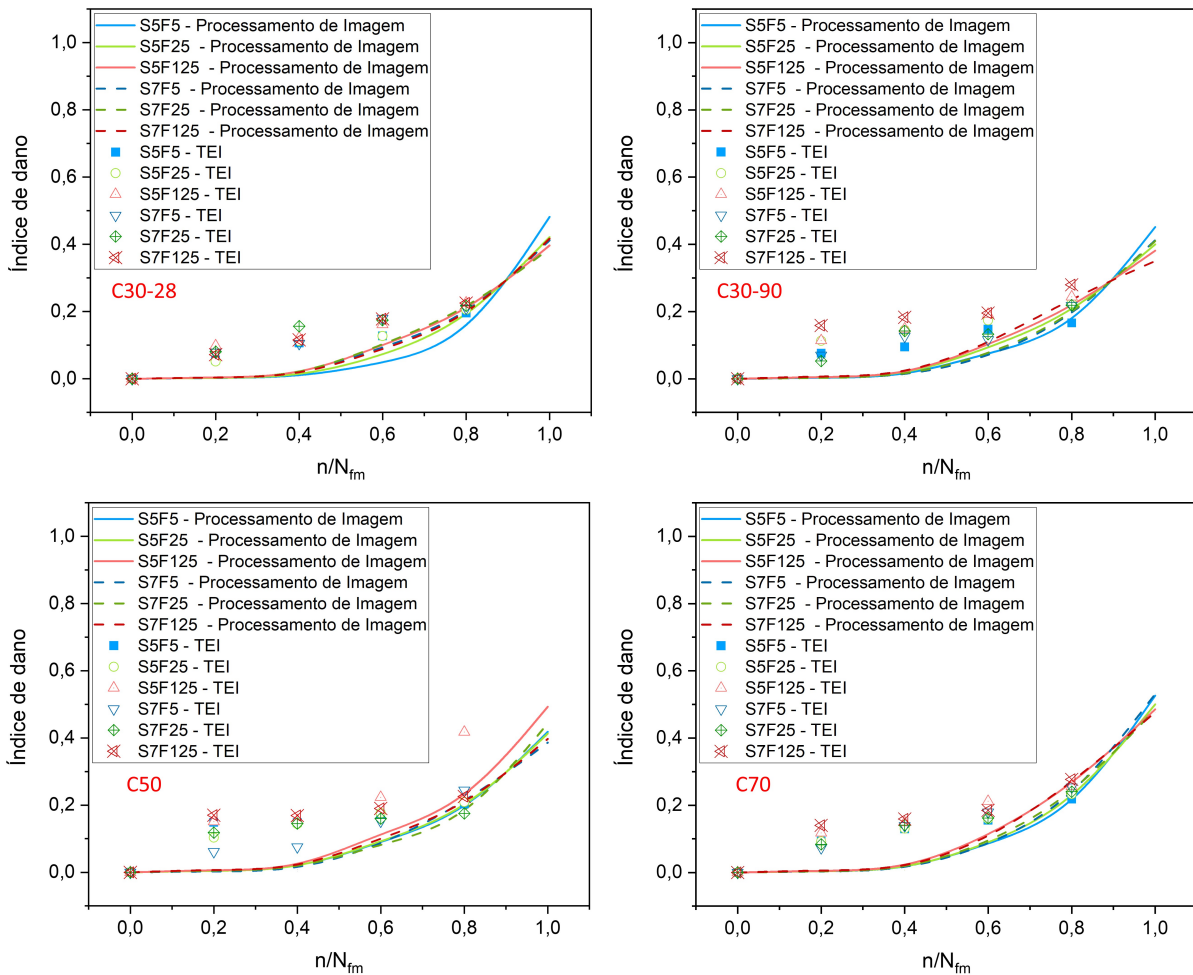 Índice de dano
1,0
0,8
0,6
0,4
0,2
0,0
S5F5 - Processamento de Imagem
S5F25 - Processamento de Imagem
S5F125 - Processamento de Imagem
S7F5 - Processamento de Imagem
S7F25 - Processamento de Imagem
S7F125 - Processamento de Imagem
S5F5 - TEI
S5F25 - TEI
S5F125 - TEI
S7F5 - TEI
S7F25 - TEI
S7F125 - TEI
C30-28
0,0 0,2 0,4 0,6 0,8 1,0
n/Nfm
Índice de dano
1,0
0,8
0,6
0,4
0,2
0,0
S5F5 - Processamento de Imagem
S5F25 - Processamento de Imagem
S5F125 - Processamento de Imagem
S7F5 - Processamento de Imagem
S7F25 - Processamento de Imagem
S7F125 - Processamento de Imagem
S5F5 - TEI
S5F25 - TEI
S5F125 - TEI
S7F5 - TEI
S7F25 - TEI
S7F125 - TEI
C30-90
0,0 0,2 0,4 0,6 0,8 1,0
n/Nfm
Índice de dano
1,0
0,8
0,6
0,4
0,2
0,0
S5F5 - Processamento de Imagem
S5F25 - Processamento de Imagem
S5F125 - Processamento de Imagem
S7F5 - Processamento de Imagem
S7F25 - Processamento de Imagem
S7F125 - Processamento de Imagem
S5F5 - TEI
S5F25 - TEI
S5F125 - TEI
S7F5 - TEI
S7F25 - TEI
S7F125 - TEI
C50
0,0 0,2 0,4 0,6 0,8 1,0
n/Nfm
Índice de dano
1,0
0,8
0,6
0,4
0,2
0,0
S5F5 - Processamento de Imagem
S5F25 - Processamento de Imagem
S5F125 - Processamento de Imagem
S7F5 - Processamento de Imagem
S7F25 - Processamento de Imagem
S7F125 - Processamento de Imagem
S5F5 - TEI
S5F25 - TEI
S5F125 - TEI
S7F5 - TEI
S7F25 - TEI
S7F125 - TEI
C70
0,0 0,2 0,4 0,6 0,8 1,0
n/Nfm